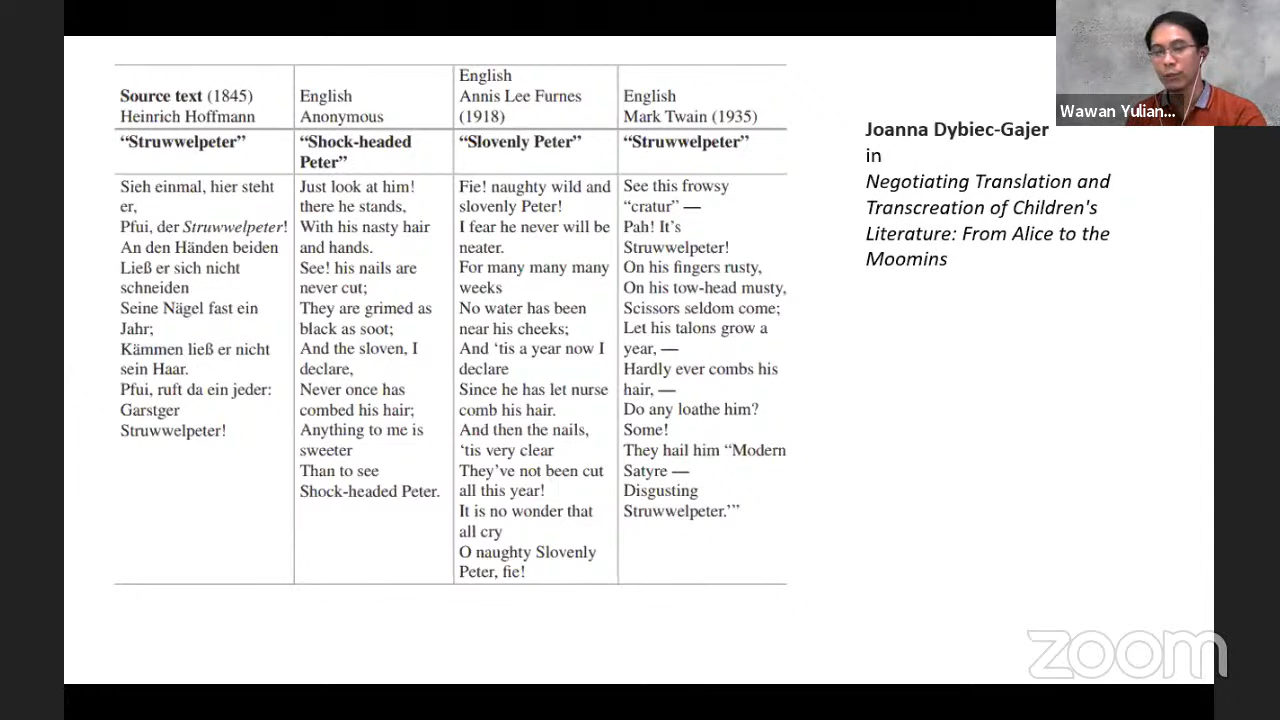 Source text (1845)
Heinrich Hoffmann
English
Anonymous
English
Annis Lee Furnes
(1918)
English
Mark Twain (1935)
“Struwwelpeter”
“Shock-headed
Peter”
“Slovenly Peter”
“Struwwelpeter”
Sieh einmal, hier steht
er,
Pfui, der Struwwelpeter!
An den Händen beiden
Ließ er sich nicht
schneiden
Seine Nägel fast ein
Jahr;
Kämmen ließ er nicht
sein Haar.
Pfui, ruft da ein jeder:
Garstger
Struwwelpeter!
Just look at him!
there he stands,
With his nasty hair
and hands.
See! his nails are
never cut;
They are grimed as
black as soot;
And the sloven, I
declare,
Never once has
combed his hair;
Anything to me is
sweeter
Than to see
Shock-headed Peter.
Fie! naughty wild and
slovenly Peter!
I fear he never will be
neater.
For many many many
weeks
No water has been
near his cheeks;
And ‘tis a year now I
declare
Since he has let nurse
comb his hair.
And then the nails,
‘tis very clear
They’ve not been cut
all this year!
It is no wonder that
all cry
O naughty Slovenly
Peter, fie!
See this frowsy
“cratur” —
Pah! It’s
Struwwelpeter!
On his fingers rusty,
On his tow-head musty,
Scissors seldom come;
Let his talons grow a
year, —
Hardly ever combs his
hair, —
Do any loathe him?
Some!
They hail him “Modern
Satyre —
Disgusting
Struwwelpeter.’”
Joanna Dybiec-Gajer
in
Negotiating Translation and
Transcreation of Children's
Literature: From Alice to the
Moomins
Wawan Yulian...
zoom